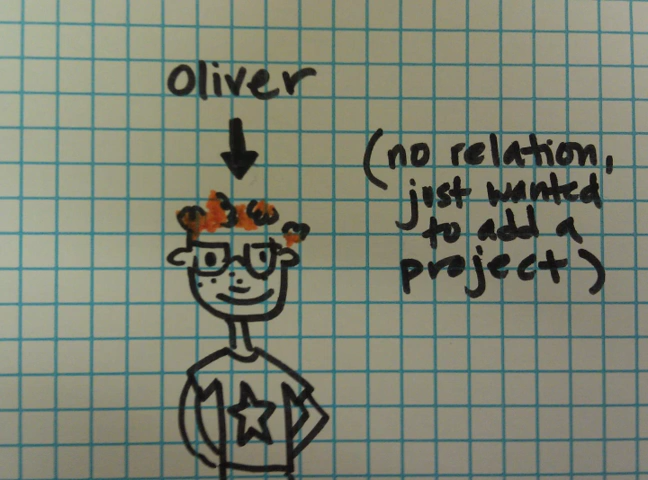 Oliver
(no relation,
just wanted
to add a
project)